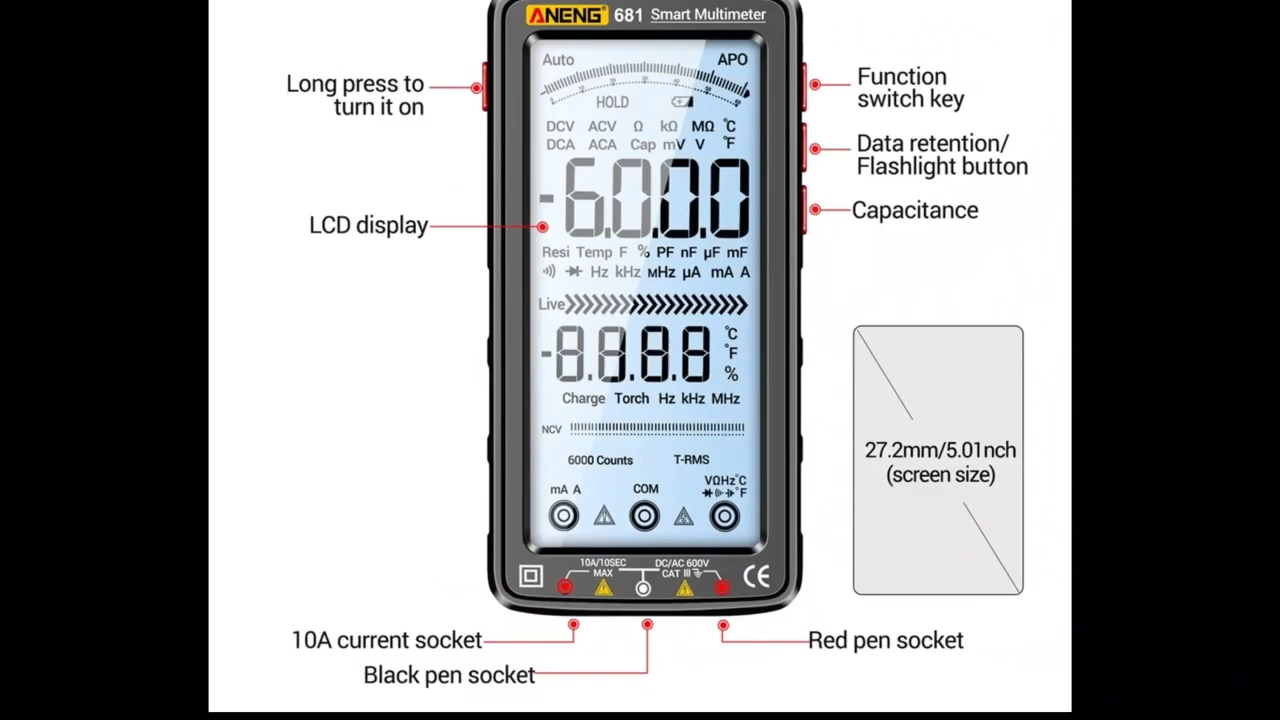 ANENG 681 Smart Multimeter
Auto APO
HOLD
DCV ACV Ω kΩ MΩ ℃
DCA ACA Cap mV V ℉
-6.0.0.0
Resi Temp F % PF nF µF mF
Hz kHz MHz µA mA A
Live
-8.8.8.8 ℃
℉
%
Charge Torch Hz kHz MHz
NCV
6000 Counts T-RMS
mA A COM VΩHz℃
℉
10A/10SEC
MAX
DC/AC 600V
CAT III
CE
Long press to
turn it on
LCD display
Function
switch key
Data retention/
Flashlight button
Capacitance
27.2mm/5.01nch
(screen size)
10A current socket
Black pen socket
Red pen socket